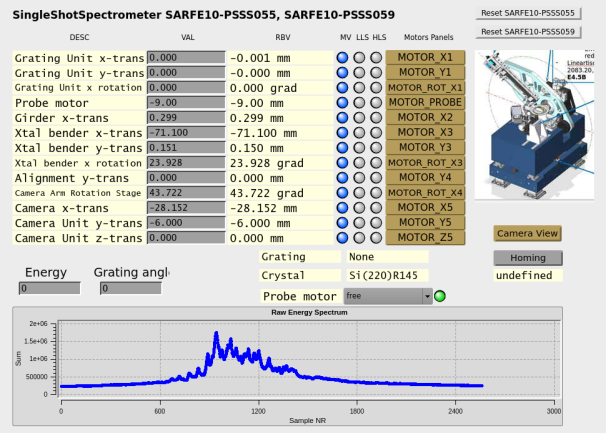 SingleShotSpectrometer SARFE10-PSSS055, SARFE10-PSSS059
Reset SARFE10-PSSS055
Reset SARFE10-PSSS059
DESC VAL RBV MV LLS HLS Motors Panels
Grating Unit x-trans 0.000 -0.001 mm MOTOR_X1
Grating Unit y-trans 0.000 -0.000 mm MOTOR_Y1
Grating Unit x rotation 0.000 0.000 grad MOTOR_ROT_X1
Probe motor -9.00 -9.00 mm MOTOR_PROBE
Girder x-trans 0.299 0.299 mm MOTOR_X2
Xtal bender x-trans -71.100 -71.100 mm MOTOR_X3
Xtal bender y-trans 0.151 0.150 mm MOTOR_Y3
Xtal bender x rotation 23.928 23.928 grad MOTOR_ROT_X3
Alignment y-trans 0.000 0.000 mm MOTOR_Y4
Camera Arm Rotation Stage 43.722 43.722 grad MOTOR_ROT_X4
Camera x-trans -28.152 -28.152 mm MOTOR_X5
Camera Unit y-trans -6.000 -6.000 mm MOTOR_Y5
Camera Unit z-trans 0.000 0.000 mm MOTOR_Z5
red
2083.20,
E4.5B
Camera View
Grating None
Homing
Crystal Si(220)R145
undefined
Energy Grating angl
0 0
Probe motor free
Raw Energy Spectrum
2e+06
1.5e+06
1e+06
500000
0
Sum
0 600 1200 1800 2400 3000
Sample NR